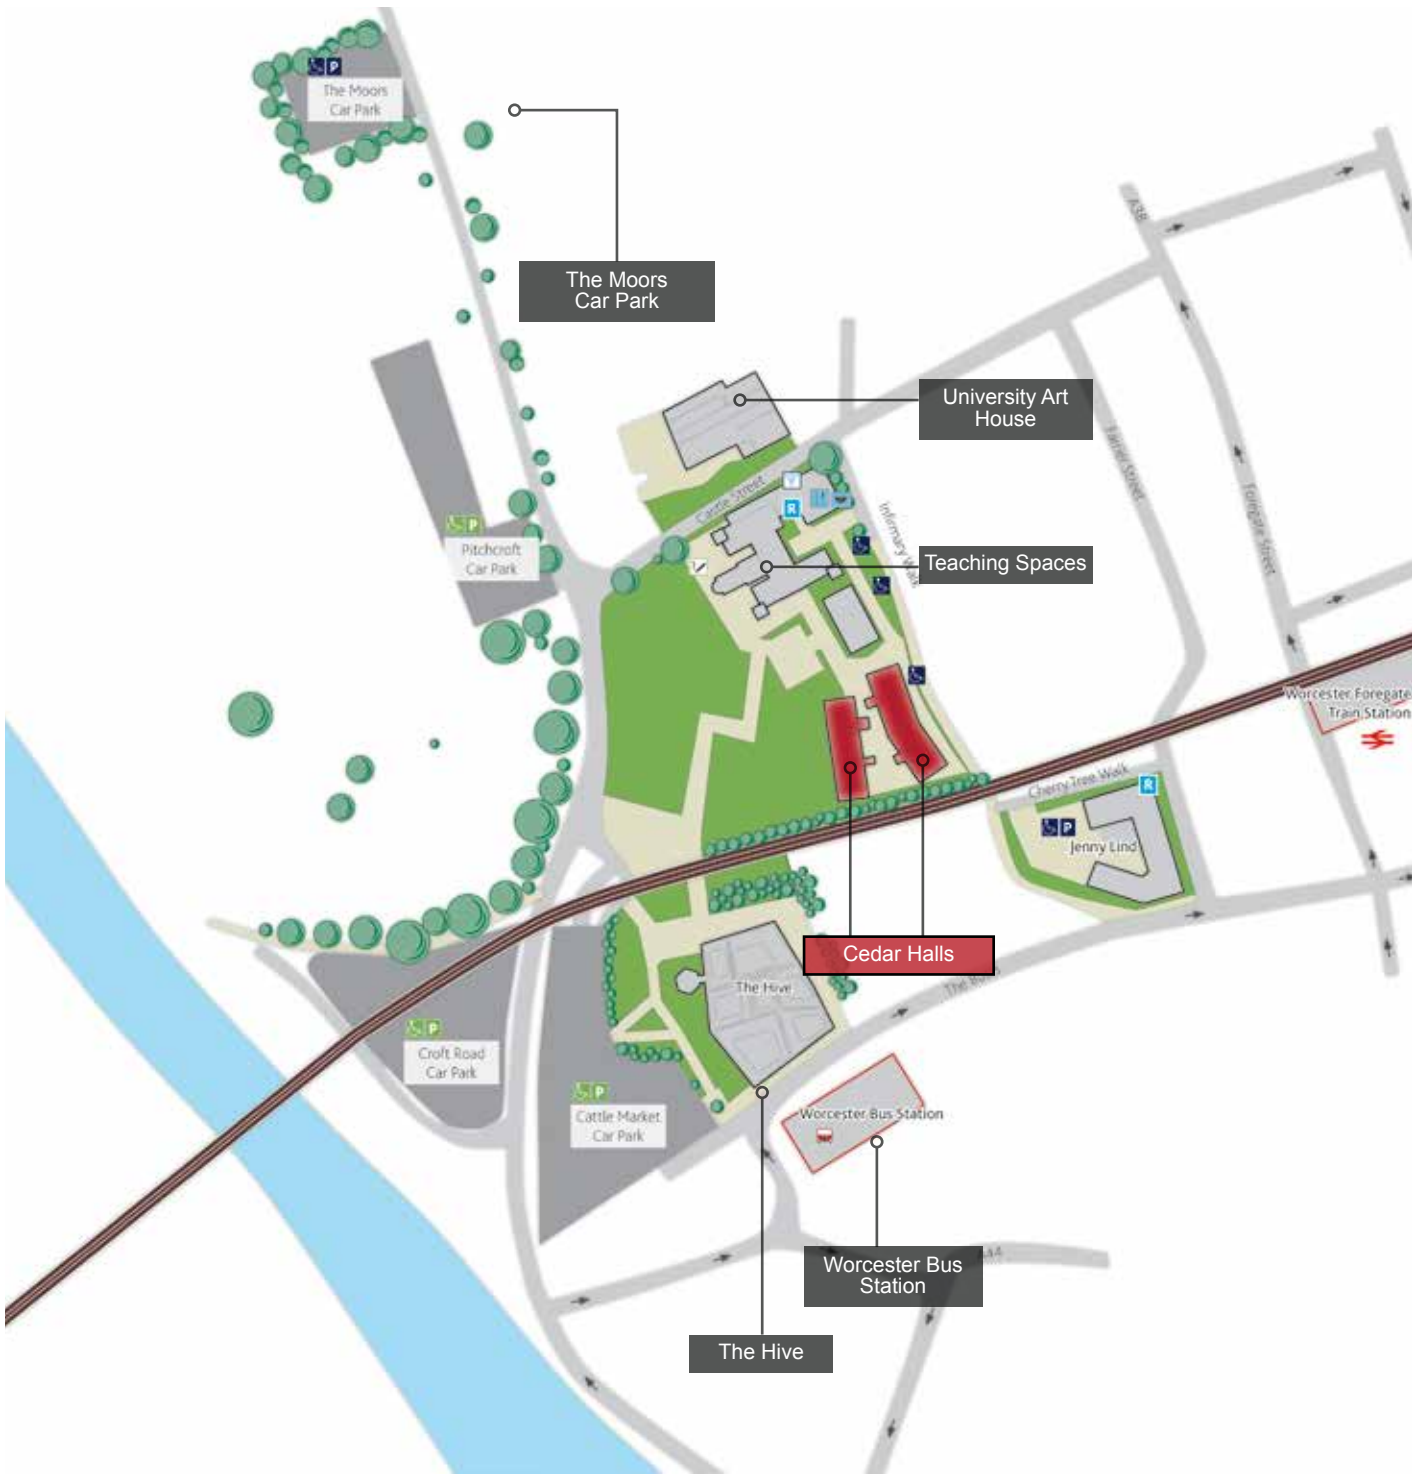 P
The Moors
Car Park
The Moors
Car Park
A38
University Art
House
Castle Street
Farrier Street
Foregate Street
Infirmary Walk
R
P
Pitchcroft
Car Park
Teaching Spaces
Worcester Foregate
Train Station
Cherry Tree Walk
R
P
Jenny Lind
Cedar Halls
The Hive
The
P
Croft Road
Car Park
P
Cattle Market
Car Park
Worcester Bus Station
A44
Worcester Bus
Station
The Hive